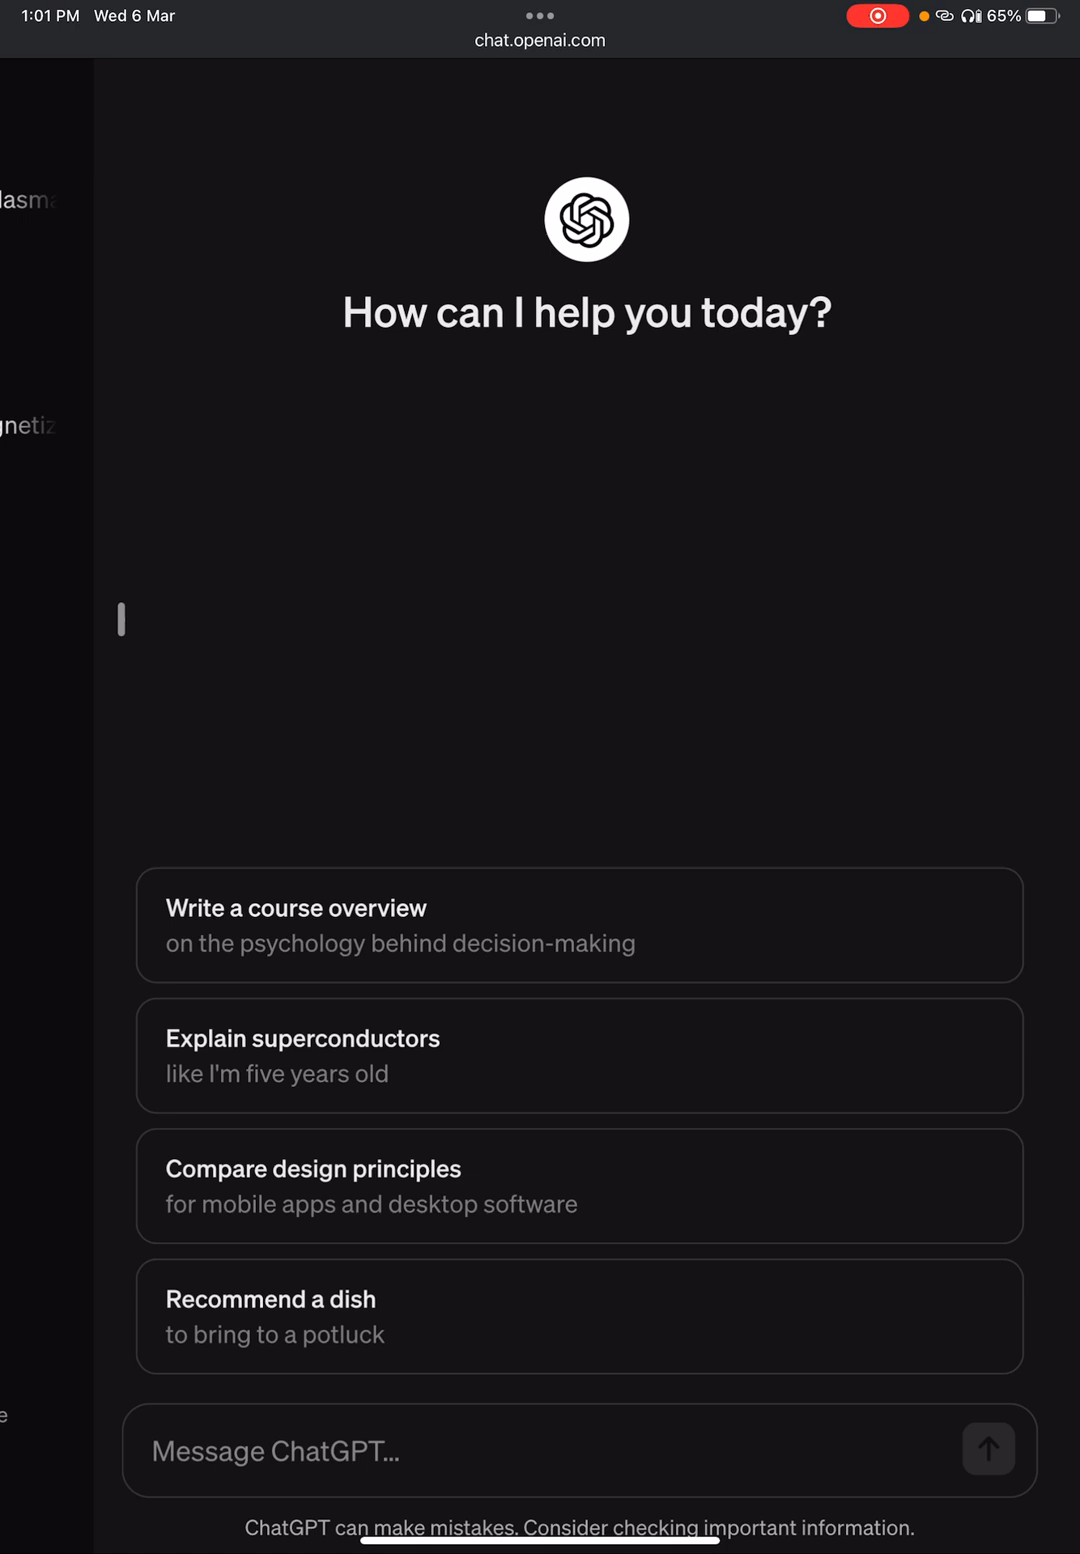 1:01 PM Wed 6 Mar
65%
chat.openai.com
How can I help you today?
Write a course overview
on the psychology behind decision-making
Explain superconductors
like I'm five years old
Compare design principles
for mobile apps and desktop software
Recommend a dish
to bring to a potluck
Message ChatGPT...
ChatGPT can make mistakes. Consider checking important information.